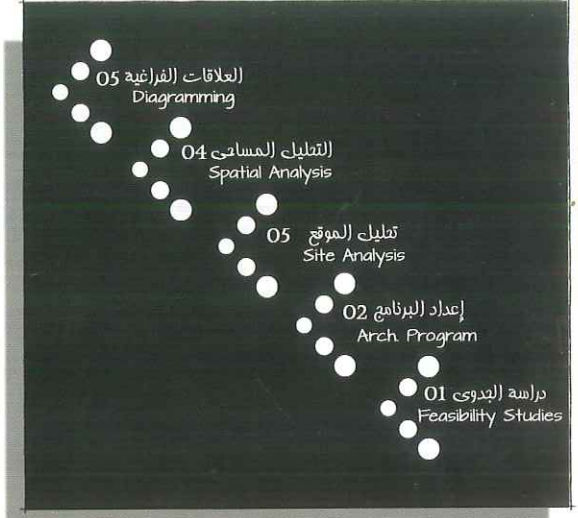 العلاقات الفراغية 05
Diagramming
التحليل المساحى 04
Spatial Analysis
تحليل الموقع 05
Site Analysis
إعداد البرنامج 02
Arch. Program
دراسة الجدوى 01
Feasibility Studies